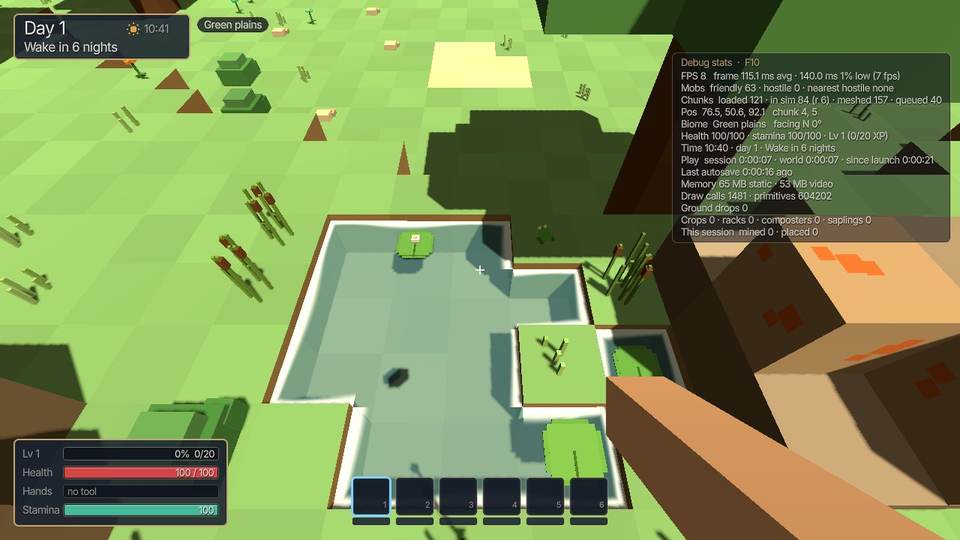 Day 1
10:41
Wake in 6 nights
Green plains
Debug stats · F10
FPS 8 frame 115.1 ms avg · 140.0 ms 1% low (7 fps)
Mobs friendly 63 · hostile 0 · nearest hostile none
Chunks loaded 121 · in sim 84 (r 6) · meshed 157 · queued 40
Pos 76.5, 50.6, 92.1 chunk 4, 5
Biome Green plains facing N 0°
Health 100/100 · stamina 100/100 · Lv 1 (0/20 XP)
Time 10:40 · day 1 · Wake in 6 nights
Play session 0:00:07 · world 0:00:07 · since launch 0:00:21
Last autosave 0:00:16 ago
Memory 65 MB static · 53 MB video
Draw calls 1481 · primitives 604202
Ground drops 0
Crops 0 · racks 0 · composters 0 · saplings 0
This session mined 0 · placed 0
Lv 1 0% 0/20
Health 100 / 100
Hands no tool
Stamina 100
1 2 3 4 5 6